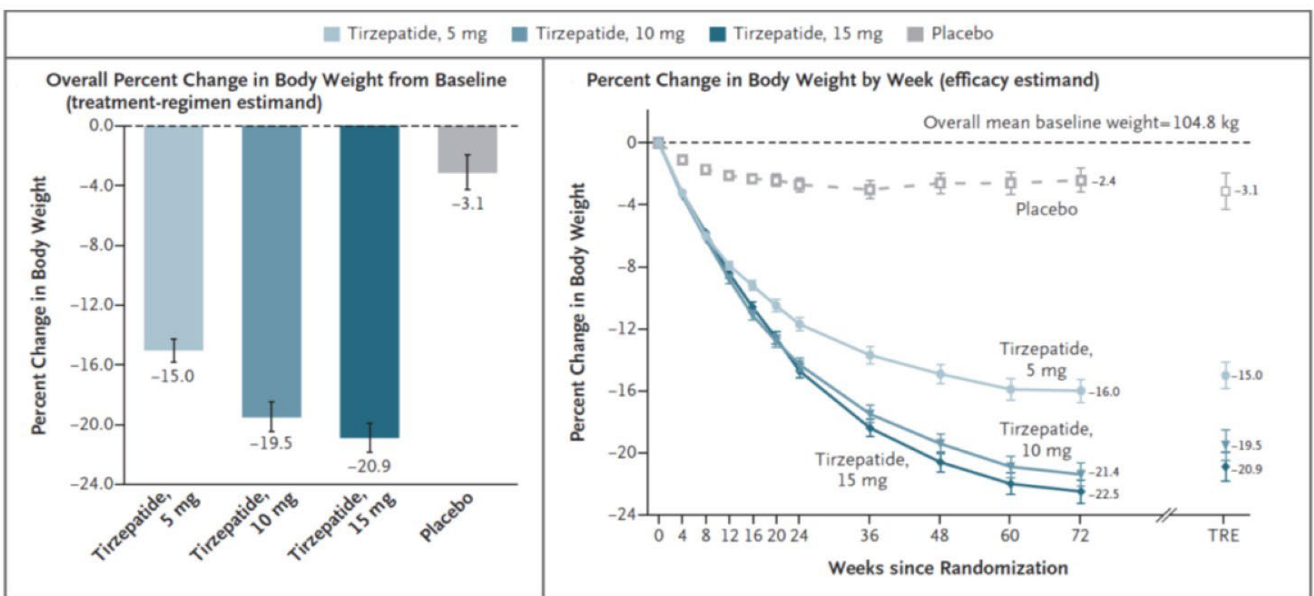 Tirzepatide, 5 mg Tirzepatide, 10 mg Tirzepatide, 15 mg Placebo
Overall Percent Change in Body Weight from Baseline
(treatment-regimen estimand)
Percent Change in Body Weight
0.0
−4.0
−8.0
−12.0
−16.0
−20.0
−24.0
−15.0
−19.5
−20.9
−3.1
Tirzepatide,
5 mg
Tirzepatide,
10 mg
Tirzepatide,
15 mg
Placebo
Percent Change in Body Weight by Week (efficacy estimand)
Overall mean baseline weight=104.8 kg
Percent Change in Body Weight
0
−4
−8
−12
−16
−20
−24
−2.4
Placebo
−3.1
Tirzepatide,
5 mg
−16.0
−15.0
Tirzepatide,
10 mg
−21.4
−19.5
Tirzepatide,
15 mg
−22.5
−20.9
0 4 8 12 16 20 24 36 48 60 72 TRE
Weeks since Randomization